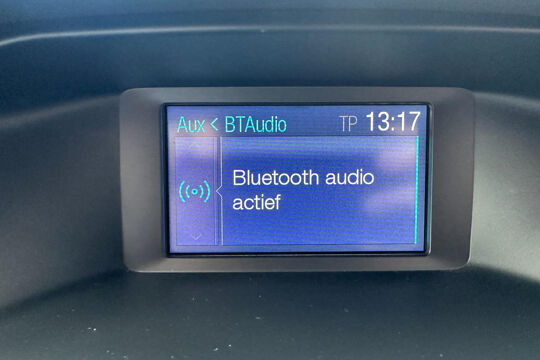 Aux < BTAudio TP 13:17
Bluetooth audio
actief